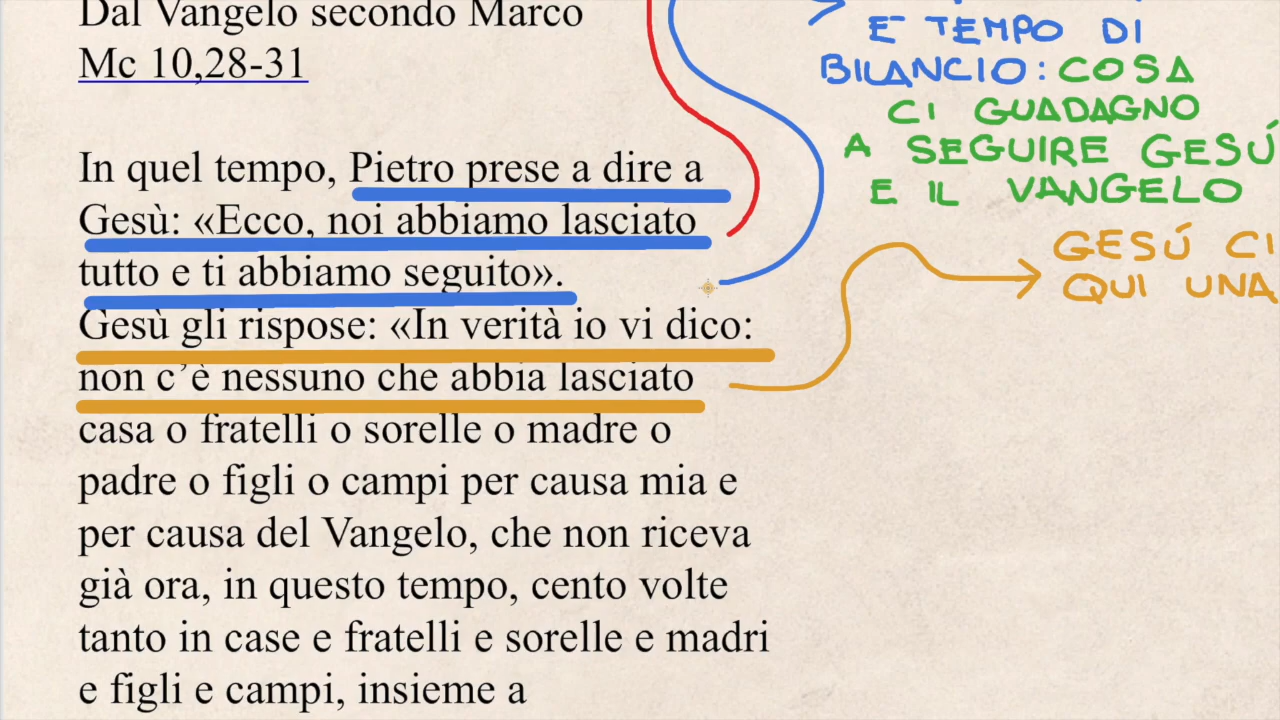 Dal Vangelo secondo Marco
Mc 10,28-31
In quel tempo, Pietro prese a dire a
Gesù: «Ecco, noi abbiamo lasciato
tutto e ti abbiamo seguito».
Gesù gli rispose: «In verità io vi dico:
non c’è nessuno che abbia lasciato
casa o fratelli o sorelle o madre o
padre o figli o campi per causa mia e
per causa del Vangelo, che non riceva
già ora, in questo tempo, cento volte
tanto in case e fratelli e sorelle e madri
e figli e campi, insieme a
E' TEMPO DI
BILANCIO: COSA
CI GUADAGNO
A SEGUIRE GESÚ
E IL VANGELO
GESÚ CI
QUI UNA